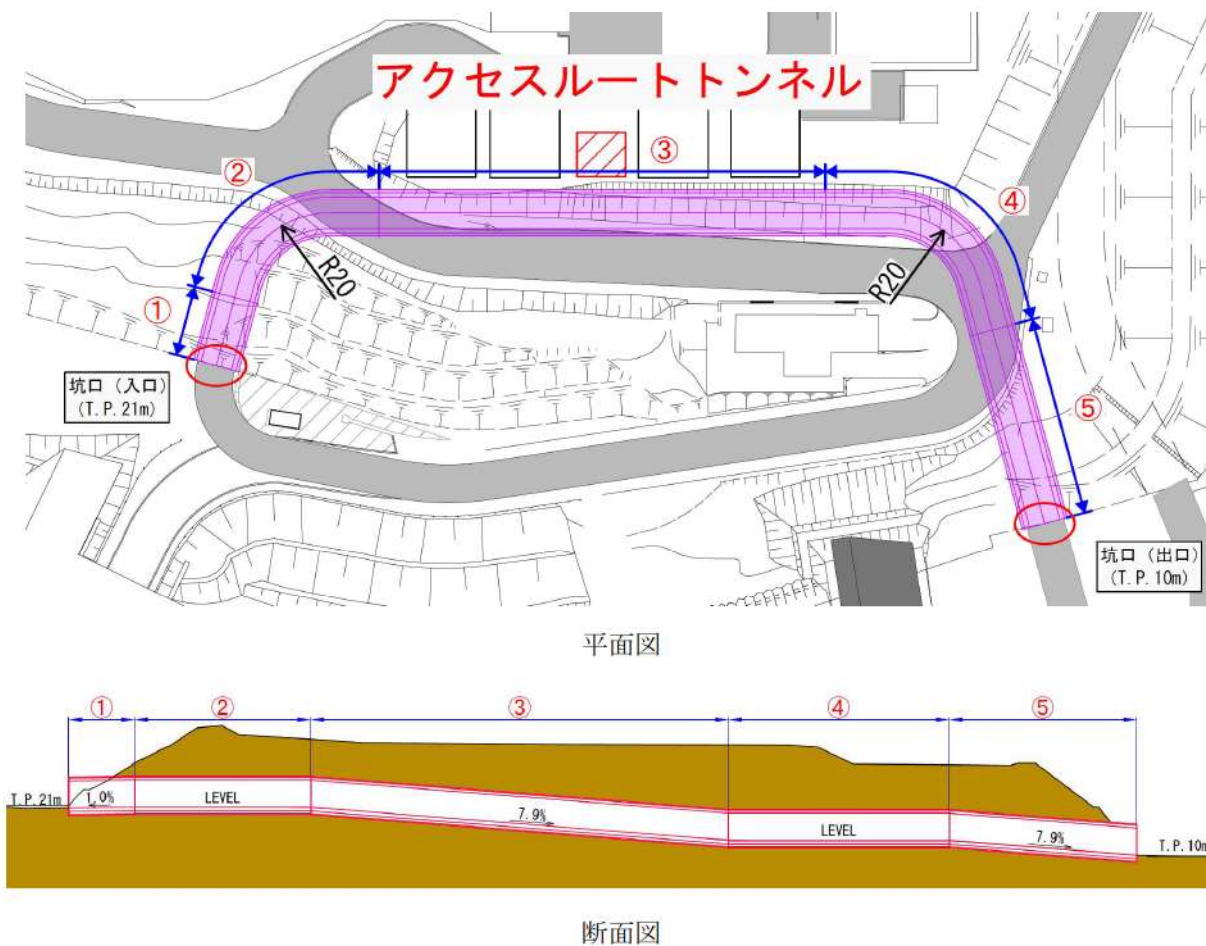 アクセスルートトンネル
②
③
④
①
R20
R20
坑口（入口）
(T.P.21m)
⑤
坑口（出口）
(T.P.10m)
平面図
①
②
③
④
⑤
T.P.21m
1.0%
LEVEL
7.9%
LEVEL
7.9%
T.P.10m
断面図